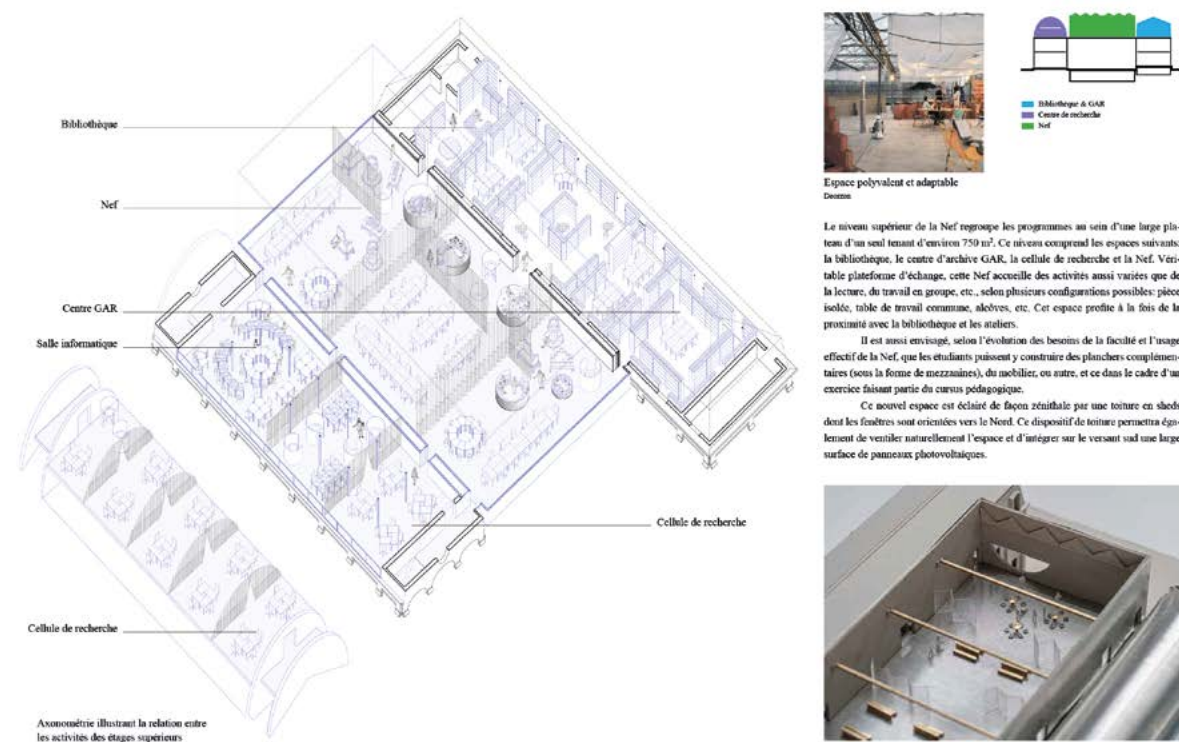 Bibliothèque
Nef
Centre GAR
Salle informatique
Cellule de recherche
Cellule de recherche
Axonométrie illustrant la relation entre
les activités des étages supérieurs
Bibliothèque & GAR
Centre de recherche
Nef
Espace polyvalent et adaptable
Le niveau supérieur de la Nef regroupe les programmes au sein d'une large pla-
teau d'un seul tenant d'environ 750 m². Ce niveau comprend les espaces suivants:
la bibliothèque, le centre d'archive GAR, la cellule de recherche et la Nef. Véri-
table plateforme d'échange, cette Nef accueille des activités aussi variées que de
la lecture, du travail en groupe, etc., selon plusieurs configurations possibles: pièce
isolée, table de travail commune, alcôves, etc. Cet espace profite à la fois de la
proximité avec la bibliothèque et les ateliers.
Il est aussi envisagé, selon l'évolution des besoins de la faculté et l'usage
effectif de la Nef, que les étudiants puissent y construire des planchers complémen-
taires (sous la forme de mezzanines), du mobilier, ou autre, et ce dans le cadre d'un
exercice faisant partie du cursus pédagogique.
Ce nouvel espace est éclairé de façon zénithale par une toiture en sheds
dont les fenêtres sont orientées vers le Nord. Ce dispositif de toiture permettra éga-
lement de ventiler naturellement l'espace et d'intégrer sur le versant sud une large
surface de panneaux photovoltaïques.